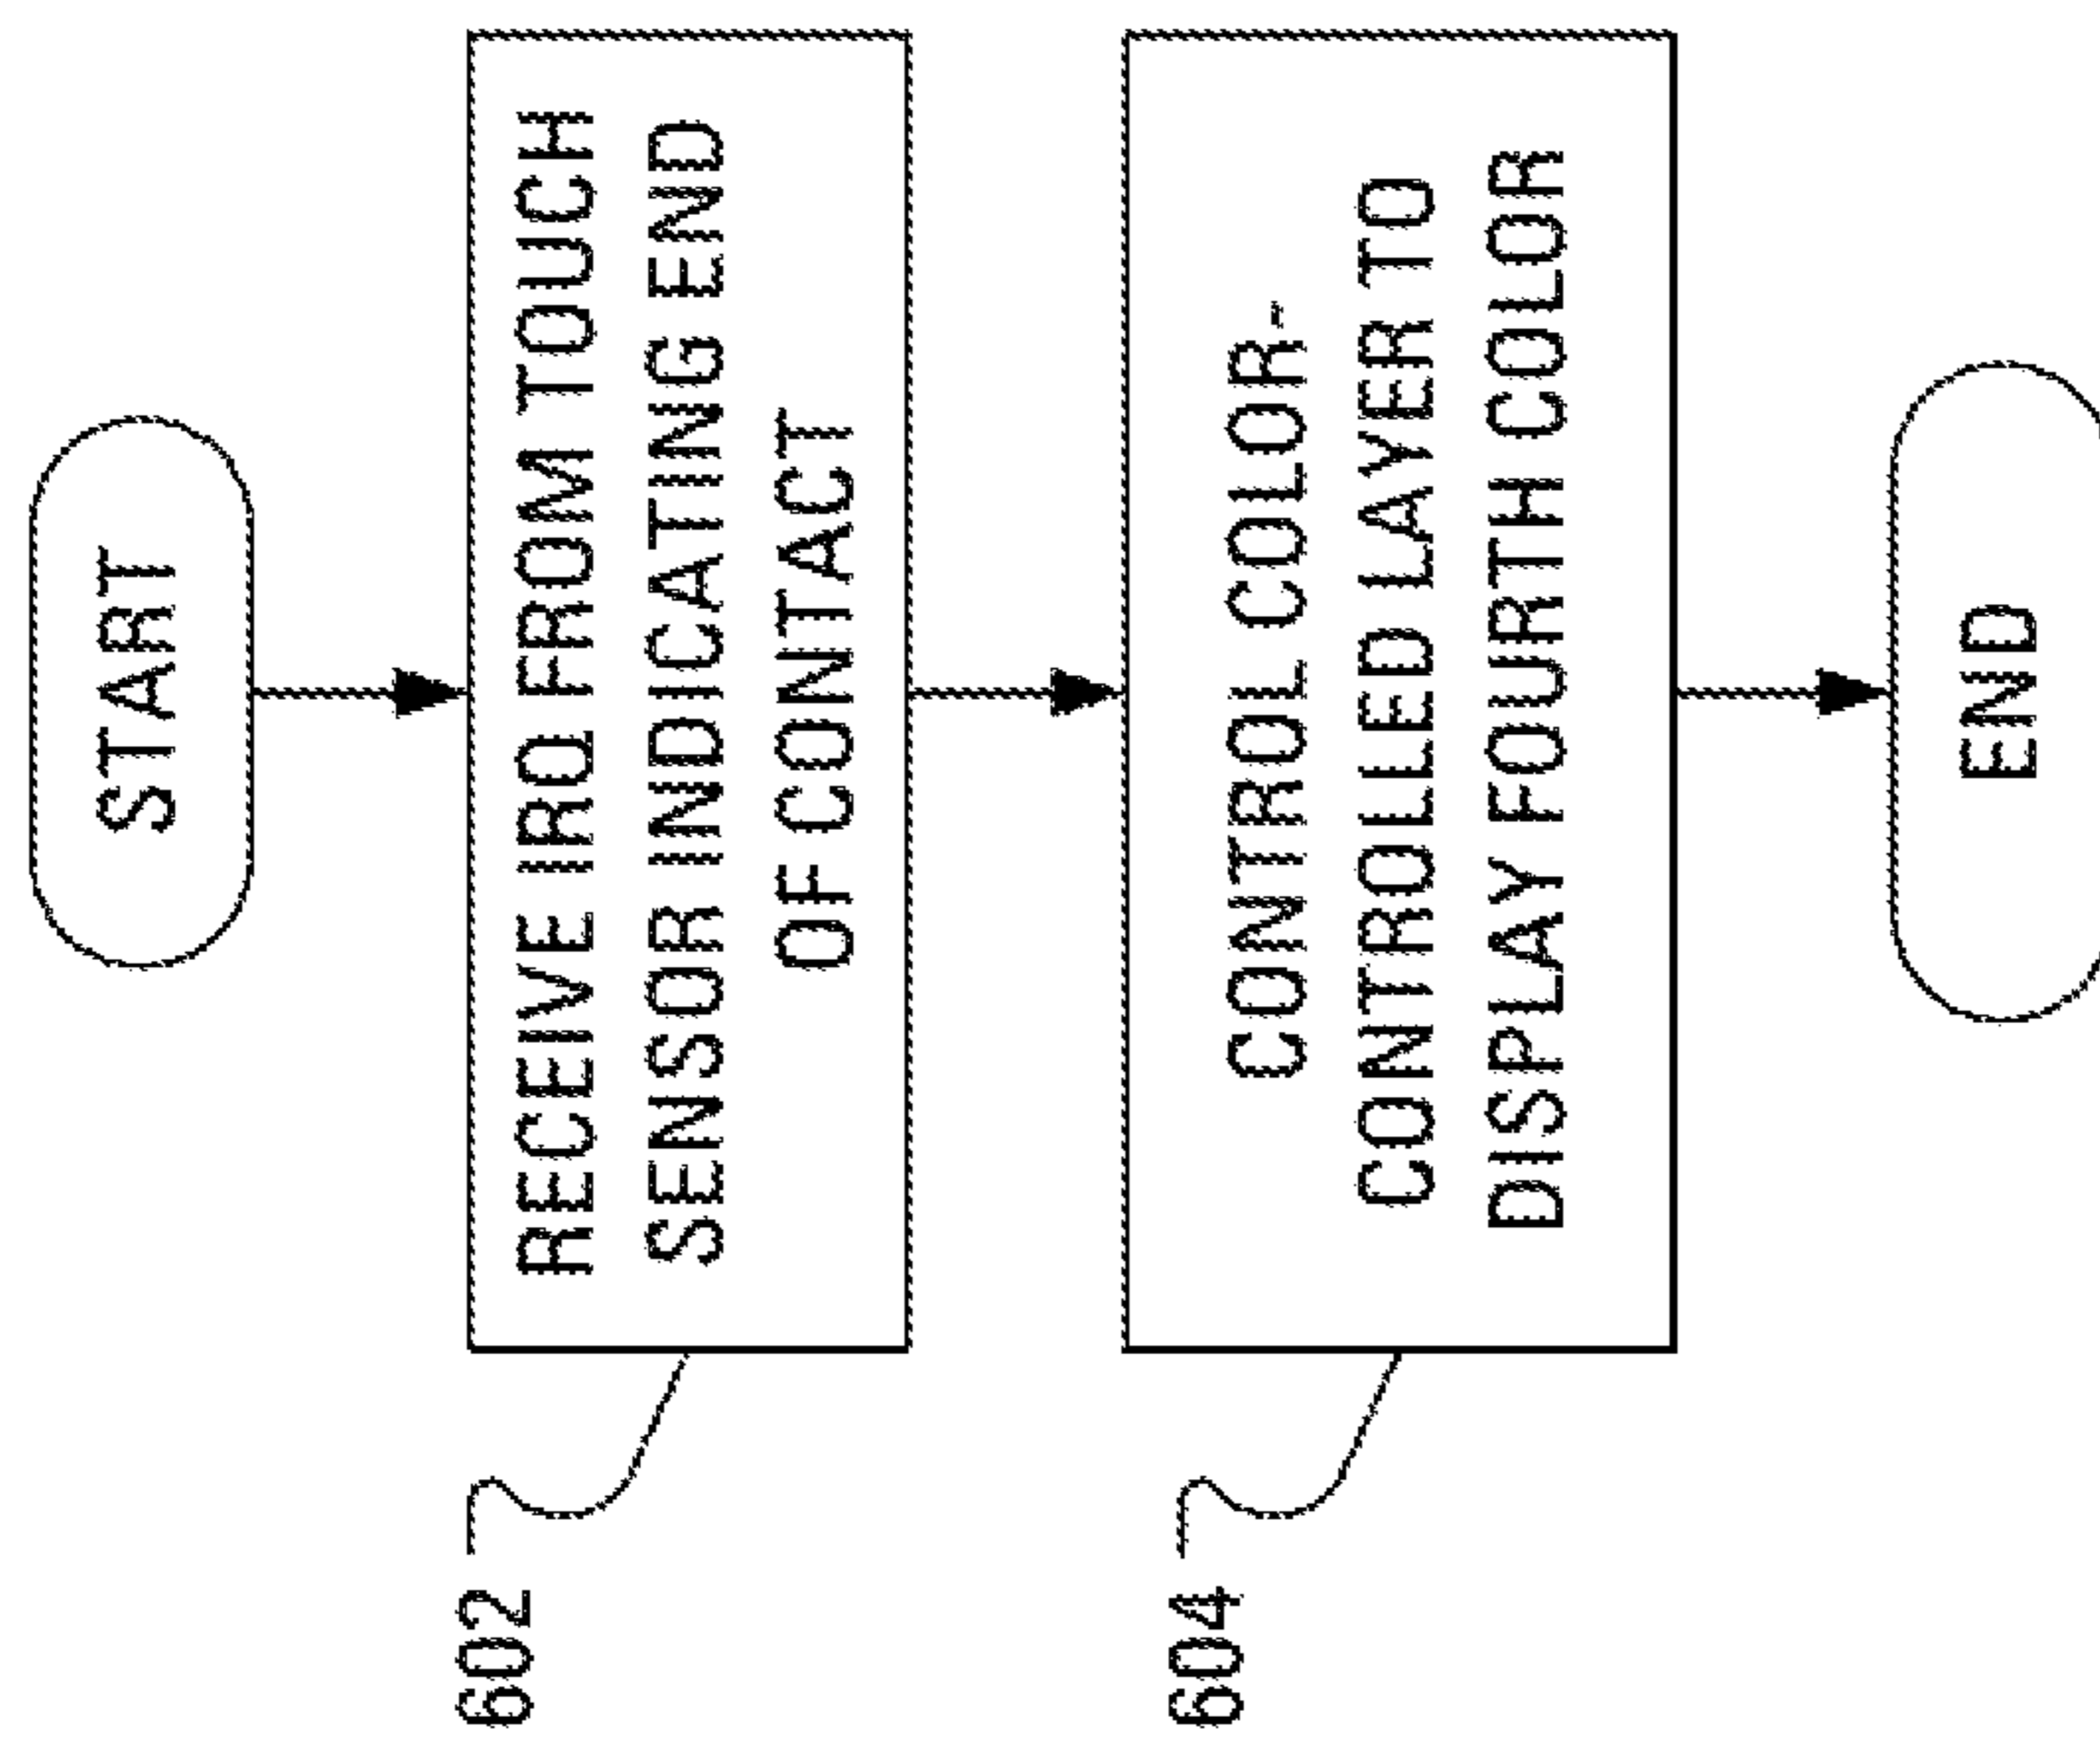 START
RECEIVE IRQ FROM TOUCH
SENSOR INDICATING END
OF CONTACT
602
CONTROL COLOR-
CONTROLLED LAYER TO
DISPLAY FOURTH COLOR
604
END